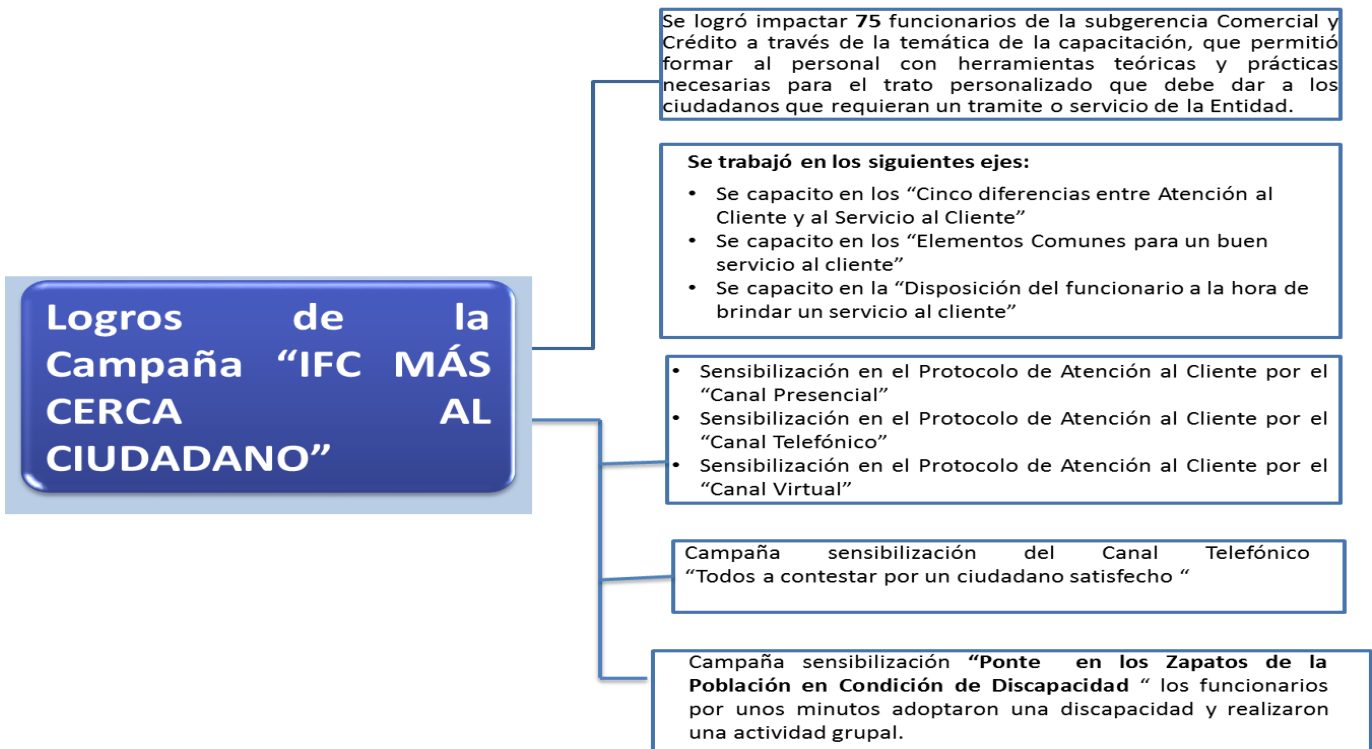 Logros de la
Campaña “IFC MÁS
CERCA AL
CIUDADANO”
Se logró impactar 75 funcionarios de la subgerencia Comercial y
Crédito a través de la temática de la capacitación, que permitió
formar al personal con herramientas teóricas y prácticas
necesarias para el trato personalizado que debe dar a los
ciudadanos que requieran un tramite o servicio de la Entidad.
Se trabajó en los siguientes ejes:
• Se capacito en los “Cinco diferencias entre Atención al
Cliente y al Servicio al Cliente”
• Se capacito en los “Elementos Comunes para un buen
servicio al cliente”
• Se capacito en la “Disposición del funcionario a la hora de
brindar un servicio al cliente”
• Sensibilización en el Protocolo de Atención al Cliente por el
“Canal Presencial”
• Sensibilización en el Protocolo de Atención al Cliente por el
“Canal Telefónico”
• Sensibilización en el Protocolo de Atención al Cliente por el
“Canal Virtual”
Campaña sensibilización del Canal Telefónico
“Todos a contestar por un ciudadano satisfecho “
Campaña sensibilización “Ponte en los Zapatos de la
Población en Condición de Discapacidad “ los funcionarios
por unos minutos adoptaron una discapacidad y realizaron
una actividad grupal.